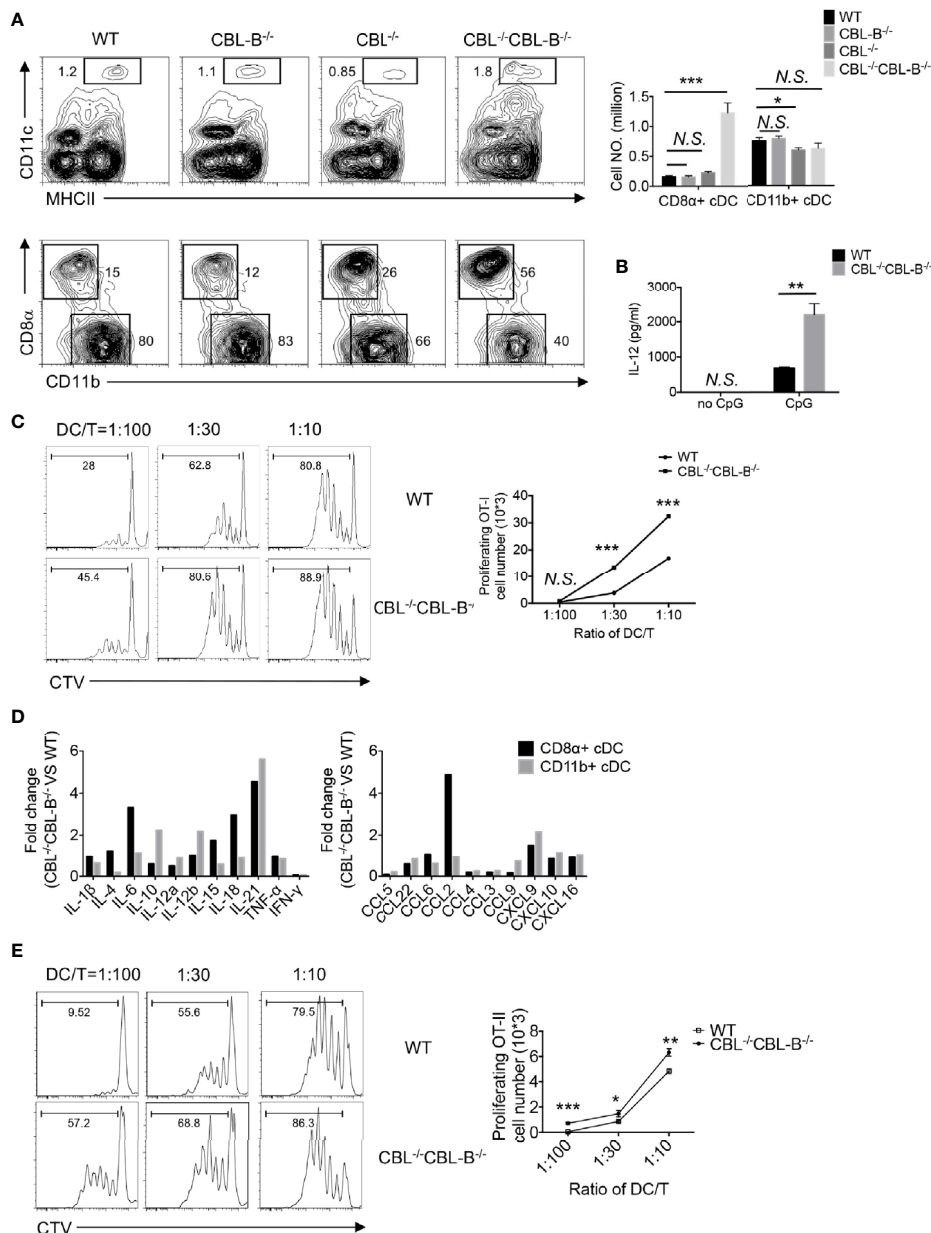 A
WT CBL-B-/- CBL-/- CBL-/-CBL-B-/-
1.2 1.1 0.85 1.8
CD11c
MHCII
WT
CBL-B-/-
CBL-/-
CBL-/-CBL-B-/-
Cell NO. (million)
1.5
1.0
0.5
0.0
***
N.S.
N.S.
*
N.S.
CD8α+ cDC CD11b+ cDC
15 12 26 56
80 83 66 40
CD8α
CD11b
B
WT
CBL-/-CBL-B-/-
IL-12 (pg/ml)
3000
2000
1000
0
N.S.
**
no CpG CpG
C
DC/T=1:100 1:30 1:10
28 62.8 80.8
WT
45.4 80.6 88.9
CBL-/-CBL-B-/
CTV
WT
CBL-/-CBL-B-/-
Proliferating OT-I
cell number (10*3)
40
30
20
10
0
N.S. *** ***
1:100 1:30 1:10
Ratio of DC/T
D
Fold change
(CBL-/-CBL-B-/- VS WT)
6
4
2
0
IL-1β IL-4 IL-6 IL-10 IL-12a IL-12b IL-15 IL-18 IL-21 TNF-α IFN-γ
Fold change
(CBL-/-CBL-B-/- VS WT)
6
4
2
0
CCL5 CCL22 CCL6 CCL2 CCL4 CCL3 CCL9 CXCL9 CXCL10 CXCL16
CD8α+ cDC
CD11b+ cDC
E
DC/T=1:100 1:30 1:10
9.52 55.6 79.5
WT
57.2 68.8 86.3
CBL-/-CBL-B-/-
CTV
WT
CBL-/-CBL-B-/-
Proliferating OT-II
cell number (10*3)
8
6
4
2
0
*** * **
1:100 1:30 1:10
Ratio of DC/T